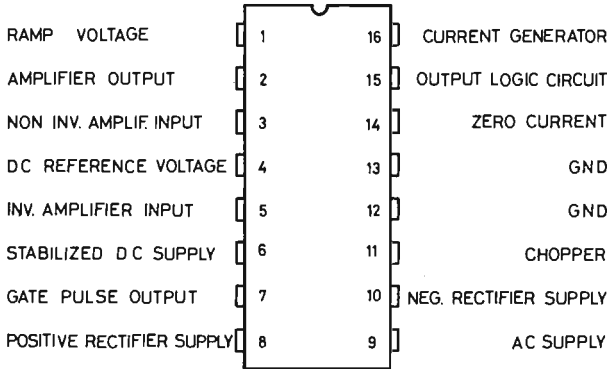 RAMP VOLTAGE 1 16 CURRENT GENERATOR
AMPLIFIER OUTPUT 2 15 OUTPUT LOGIC CIRCUIT
NON INV. AMPLIF. INPUT 3 14 ZERO CURRENT
DC REFERENCE VOLTAGE 4 13 GND
INV. AMPLIFIER INPUT 5 12 GND
STABILIZED DC SUPPLY 6 11 CHOPPER
GATE PULSE OUTPUT 7 10 NEG. RECTIFIER SUPPLY
POSITIVE RECTIFIER SUPPLY 8 9 AC SUPPLY